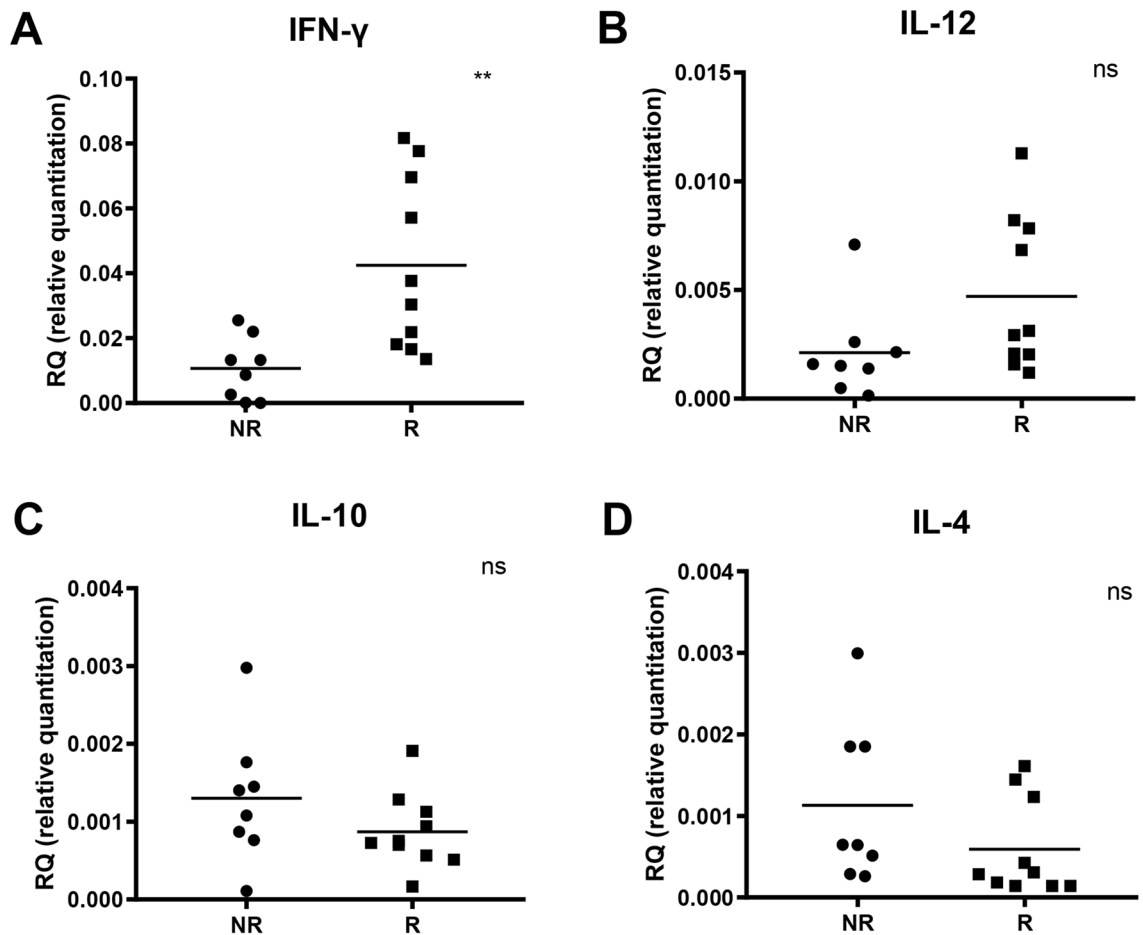 A
IFN-γ
**
RQ (relative quantitation)
0.10
0.08
0.06
0.04
0.02
0.00
NR
R
B
IL-12
ns
RQ (relative quantitation)
0.015
0.010
0.005
0.000
NR
R
C
IL-10
ns
RQ (relative quantitation)
0.004
0.003
0.002
0.001
0.000
NR
R
D
IL-4
ns
RQ (relative quantitation)
0.004
0.003
0.002
0.001
0.000
NR
R